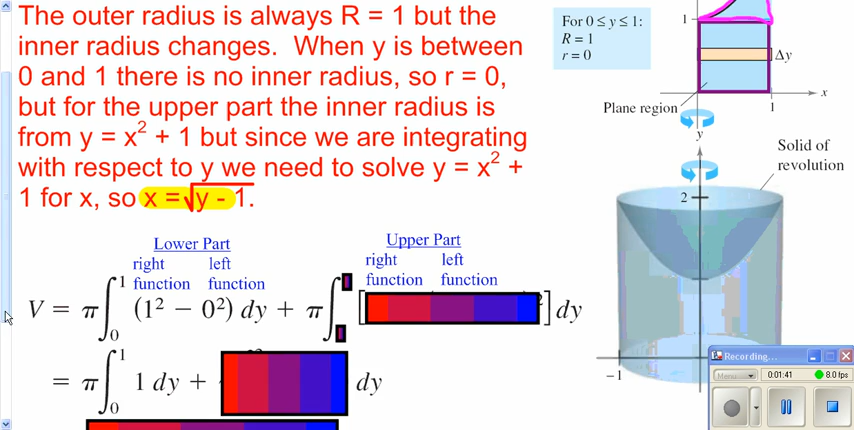 The outer radius is always R = 1 but the
inner radius changes. When y is between
0 and 1 there is no inner radius, so r = 0,
but for the upper part the inner radius is
from y = x² + 1 but since we are integrating
with respect to y we need to solve y = x² +
1 for x, so x = √y - 1.
Lower Part
right left
function function
Upper Part
right left
function function
V = π ∫₀¹ (1² − 0²) dy + π ∫ [ ²] dy
= π ∫₀¹ 1 dy + dy
For 0 ≤ y ≤ 1:
R = 1
r = 0
1
Δy
x
Plane region
1
y
Solid of
revolution
2
−1
Recording...
Menu
0:01:41
8.0 fps